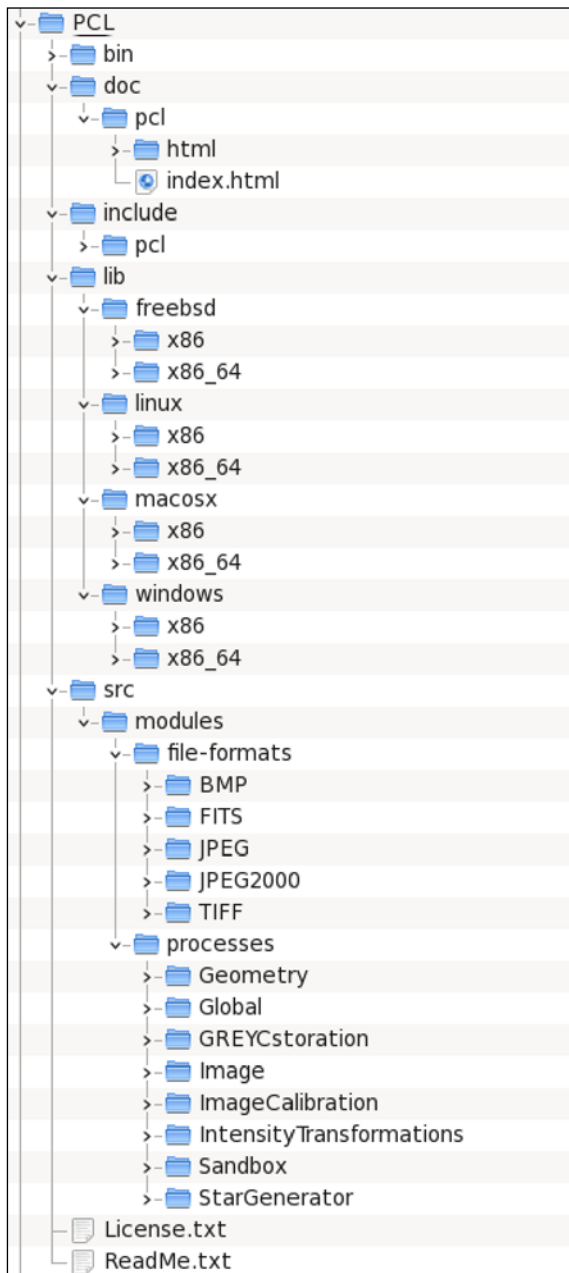 PCL
bin
doc
pcl
html
index.html
include
pcl
lib
freebsd
x86
x86_64
linux
x86
x86_64
macosx
x86
x86_64
windows
x86
x86_64
src
modules
file-formats
BMP
FITS
JPEG
JPEG2000
TIFF
processes
Geometry
Global
GREYCstoration
Image
ImageCalibration
IntensityTransformations
Sandbox
StarGenerator
License.txt
ReadMe.txt